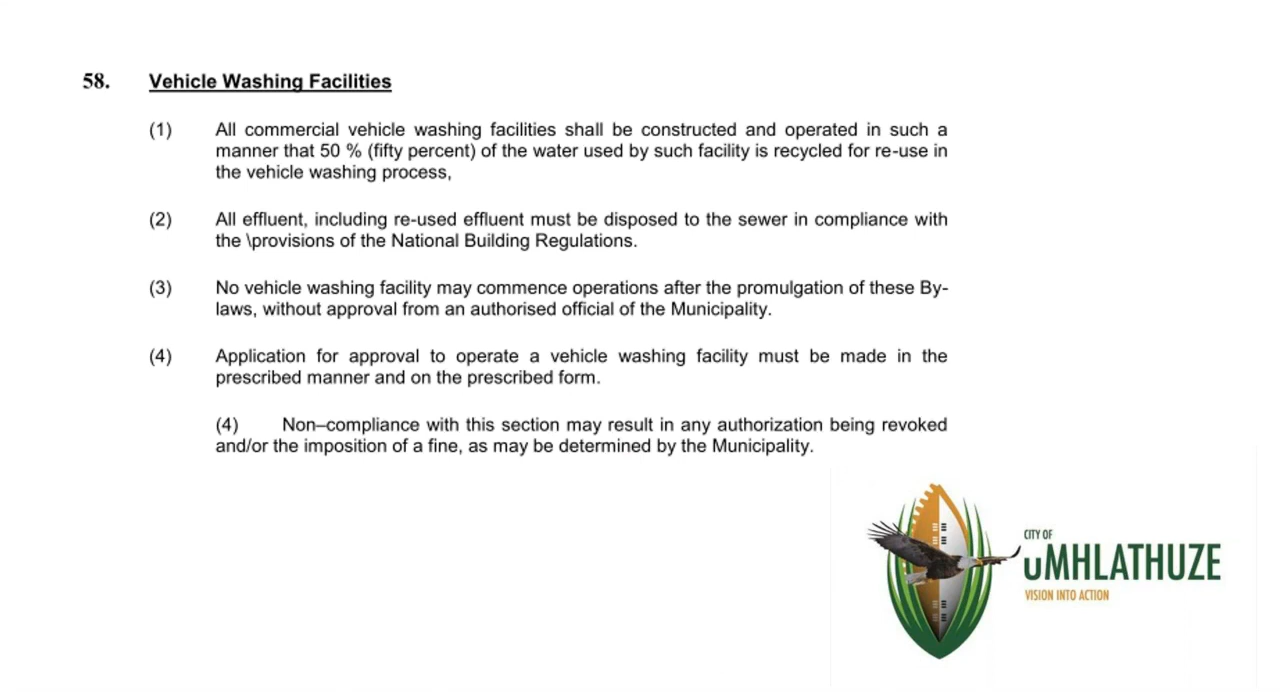 58. Vehicle Washing Facilities
(1) All commercial vehicle washing facilities shall be constructed and operated in such a
manner that 50 % (fifty percent) of the water used by such facility is recycled for re-use in
the vehicle washing process,
(2) All effluent, including re-used effluent must be disposed to the sewer in compliance with
the \provisions of the National Building Regulations.
(3) No vehicle washing facility may commence operations after the promulgation of these By-
laws, without approval from an authorised official of the Municipality.
(4) Application for approval to operate a vehicle washing facility must be made in the
prescribed manner and on the prescribed form.
(4) Non–compliance with this section may result in any authorization being revoked
and/or the imposition of a fine, as may be determined by the Municipality.
CITY OF
uMHLATHUZE
VISION INTO ACTION